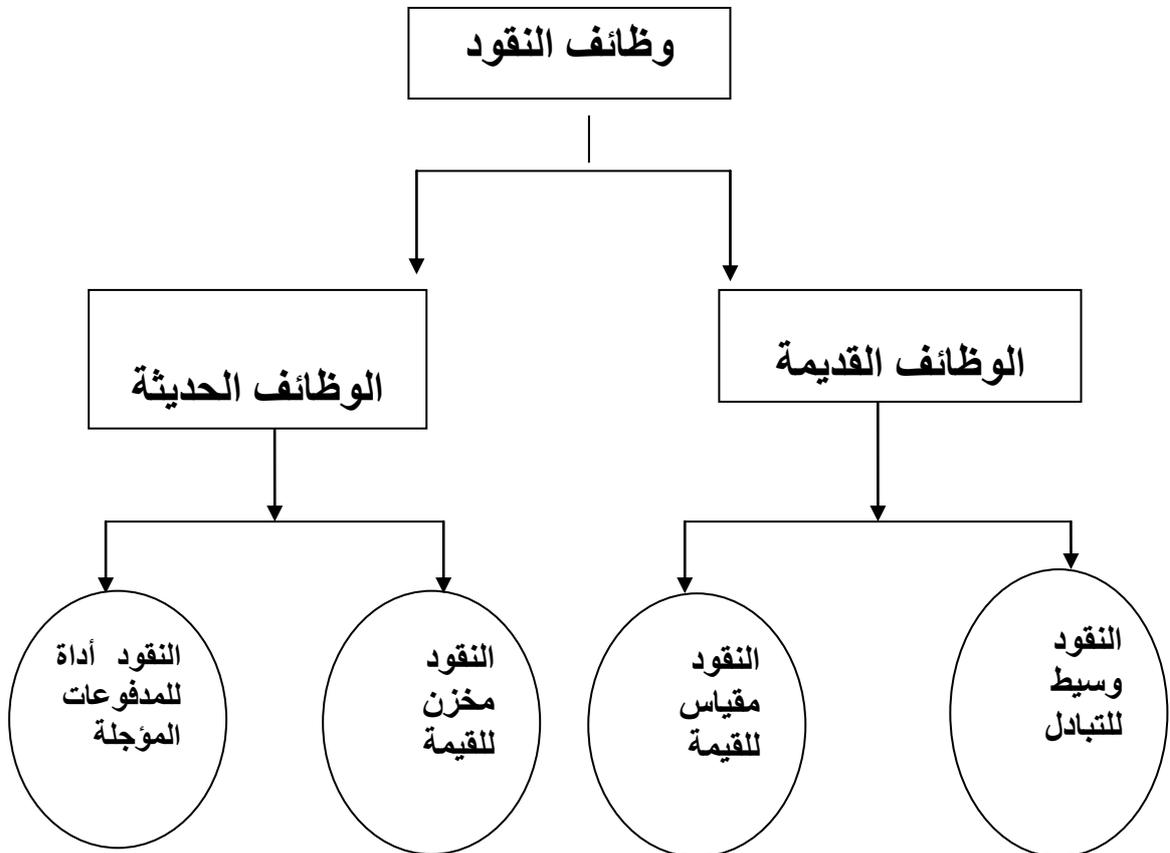 وظائف النقود
الوظائف القديمة
الوظائف الحديثة
النقود
وسيط
للتبادل
النقود
مقياس
للقيمة
النقود
مخزن
للقيمة
النقود أداة
للمدفوعات
المؤجلة